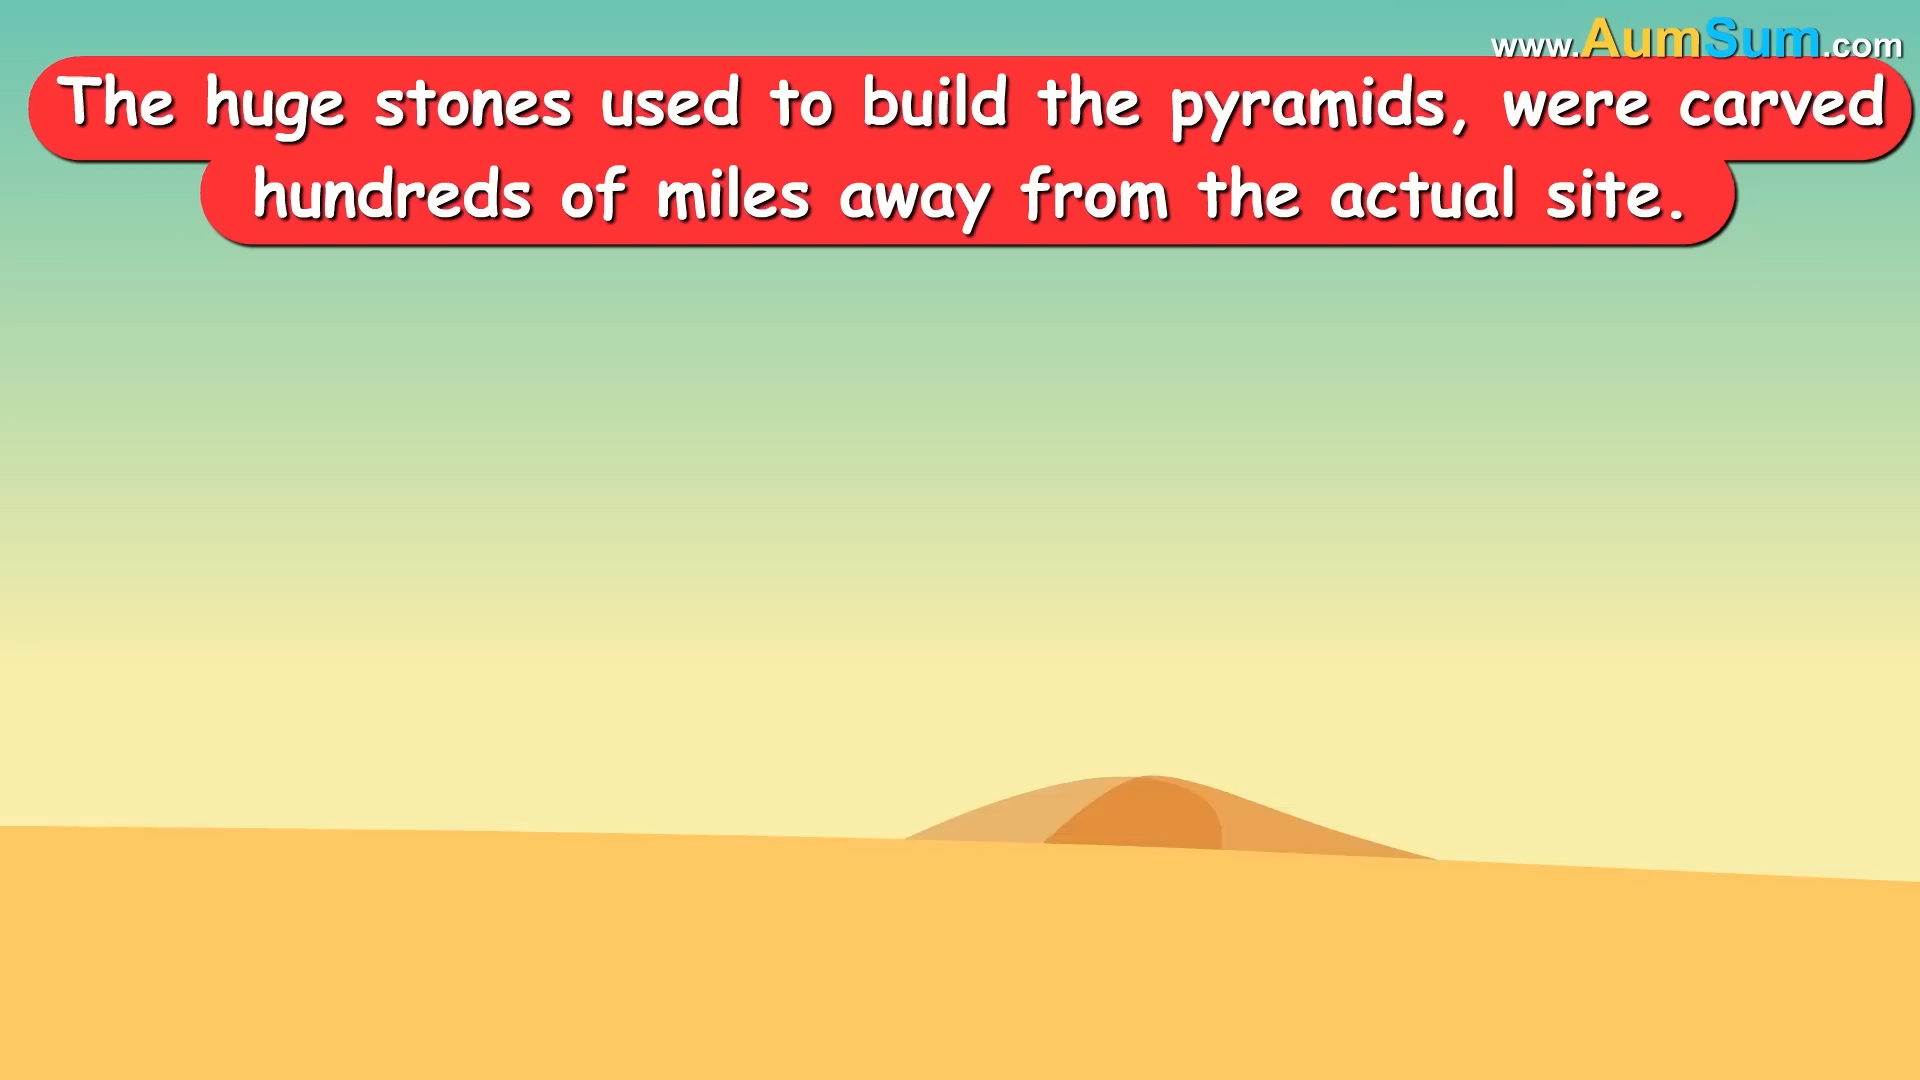 www.AumSum.com
The huge stones used to build the pyramids, were carved
hundreds of miles away from the actual site.